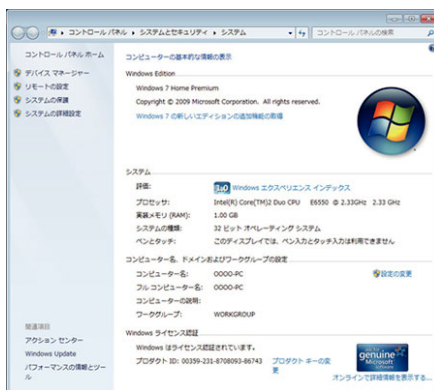 コントロール パネル ▸ システムとセキュリティ ▸ システム
コントロール パネルの検索
コントロール パネル ホーム
デバイス マネージャー
リモートの設定
システムの保護
システムの詳細設定
コンピューターの基本的な情報の表示
Windows Edition
Windows 7 Home Premium
Copyright © 2009 Microsoft Corporation. All rights reserved.
Windows 7 の新しいエディションの追加機能の取得
システム
評価: Windows エクスペリエンス インデックス
プロセッサ: Intel(R) Core(TM)2 Duo CPU E6550 @ 2.33GHz 2.33 GHz
実装メモリ (RAM): 1.00 GB
システムの種類: 32 ビット オペレーティング システム
ペンとタッチ: このディスプレイでは、ペン入力とタッチ入力は利用できません
コンピューター名、ドメインおよびワークグループの設定
コンピューター名: OOOO-PC 設定の変更
フル コンピューター名: OOOO-PC
コンピューターの説明:
ワークグループ: WORKGROUP
Windows ライセンス認証
Windows はライセンス認証されています。
プロダクト ID: 00359-231-8708093-86743 プロダクト キーの変更
genuine
オンラインで詳細情報を表示する...
関連項目
アクション センター
Windows Update
パフォーマンスの情報とツール